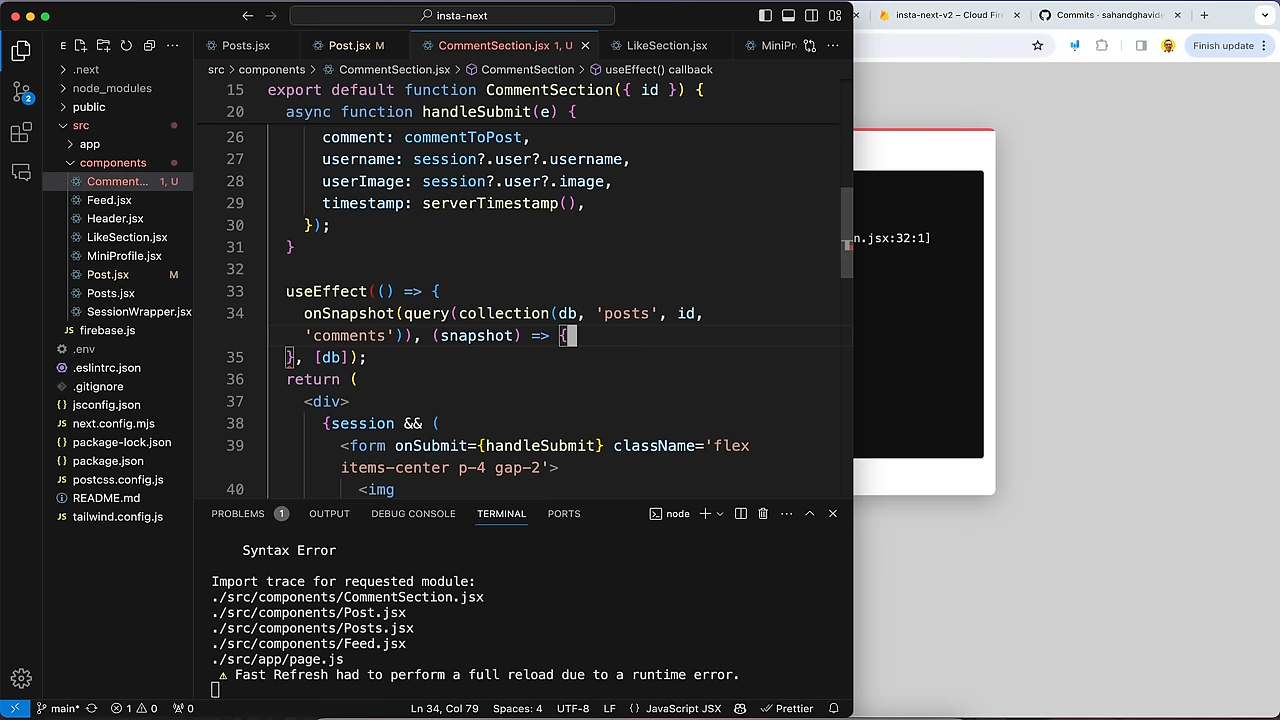 insta-next
insta-next-v2 – Cloud Fire
Commits · sahandghavidel
Finish update
E
.next
node_modules
public
src
app
components
Comment... 1, U
Feed.jsx
Header.jsx
LikeSection.jsx
MiniProfile.jsx
Post.jsx M
Posts.jsx
SessionWrapper.jsx
firebase.js
.env
.eslintrc.json
.gitignore
jsconfig.json
next.config.mjs
package-lock.json
package.json
postcss.config.js
README.md
tailwind.config.js
2
Posts.jsx
Post.jsx M
CommentSection.jsx 1, U
LikeSection.jsx
MiniPr
src > components > CommentSection.jsx > CommentSection > useEffect() callback
15 export default function CommentSection({ id }) {
20 async function handleSubmit(e) {
26 comment: commentToPost,
27 username: session?.user?.username,
28 userImage: session?.user?.image,
29 timestamp: serverTimestamp(),
30 });
31 }
32
33 useEffect(() => {
34 onSnapshot(query(collection(db, 'posts', id,
'comments')), (snapshot) => {
35 }, [db]);
36 return (
37 <div>
38 {session && (
39 <form onSubmit={handleSubmit} className='flex
items-center p-4 gap-2'>
40 <img
n.jsx:32:1]
PROBLEMS 1 OUTPUT DEBUG CONSOLE TERMINAL PORTS
node
Syntax Error
Import trace for requested module:
./src/components/CommentSection.jsx
./src/components/Post.jsx
./src/components/Posts.jsx
./src/components/Feed.jsx
./src/app/page.js
⚠ Fast Refresh had to perform a full reload due to a runtime error.
main* 1 0 0
Ln 34, Col 79 Spaces: 4 UTF-8 LF {} JavaScript JSX Prettier